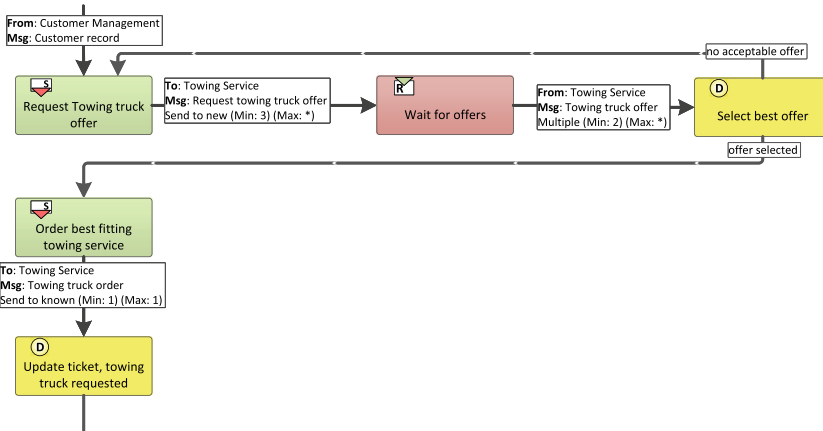 From: Customer Management
Msg: Customer record
no acceptable offer
S
Request Towing truck
offer
To: Towing Service
Msg: Request towing truck offer
Send to new (Min: 3) (Max: *)
R
Wait for offers
From: Towing Service
Msg: Towing truck offer
Multiple (Min: 2) (Max: *)
D
Select best offer
offer selected
S
Order best fitting
towing service
To: Towing Service
Msg: Towing truck order
Send to known (Min: 1) (Max: 1)
D
Update ticket, towing
truck requested